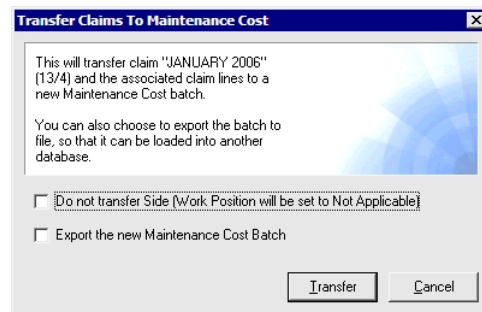 Transfer Claims To Maintenance Cost
This will transfer claim "JANUARY 2006"
(13/4) and the associated claim lines to a
new Maintenance Cost batch.
You can also choose to export the batch to
file, so that it can be loaded into another
database.
Do not transfer Side (Work Position will be set to Not Applicable)
Export the new Maintenance Cost Batch
Transfer
Cancel